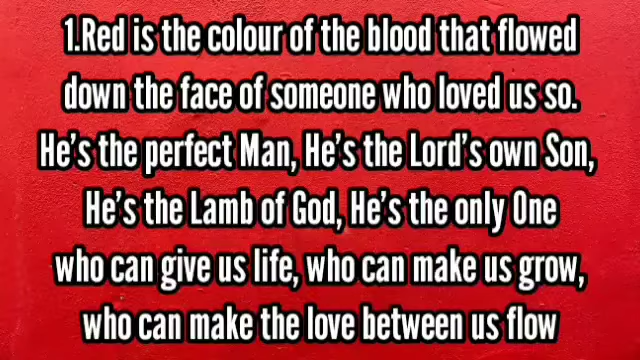 1.Red is the colour of the blood that flowed
down the face of someone who loved us so.
He’s the perfect Man, He’s the Lord’s own Son,
He’s the Lamb of God, He’s the only One
who can give us life, who can make us grow,
who can make the love between us flow